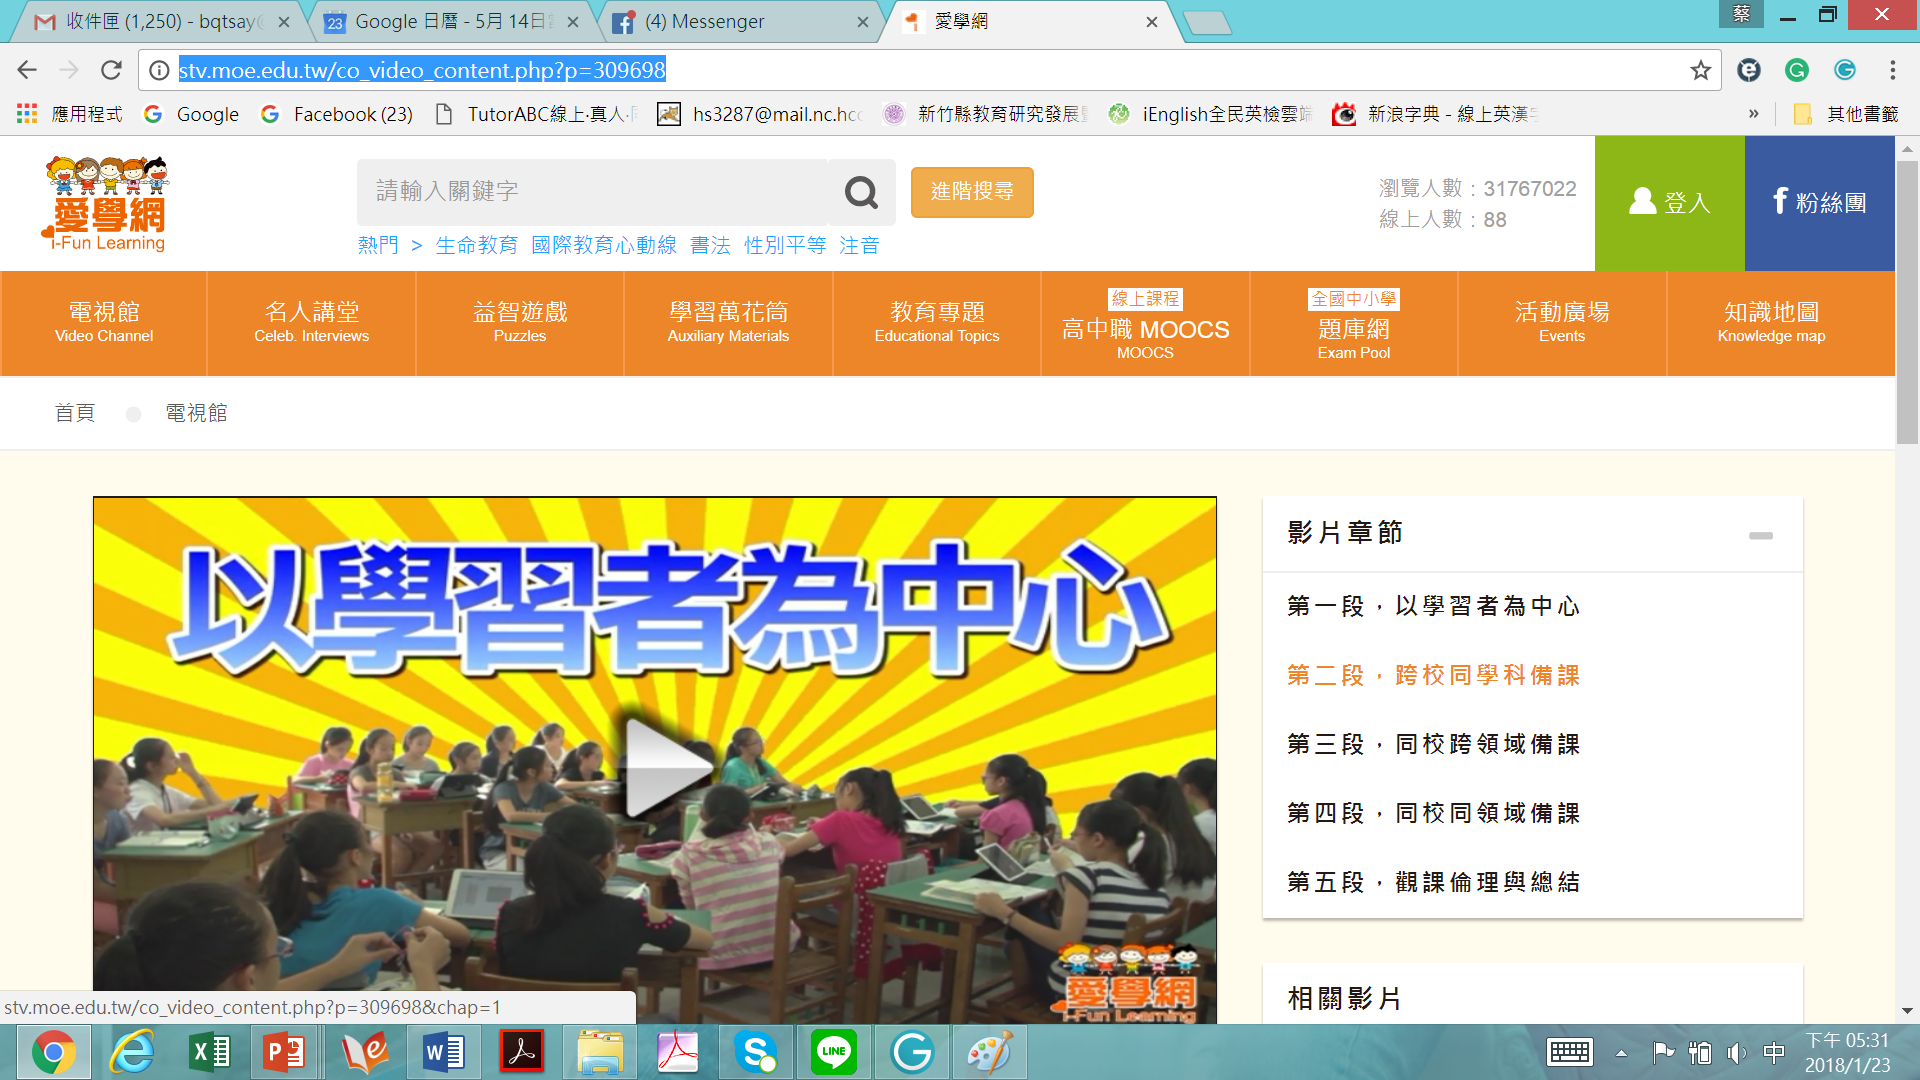 收件匣 (1,250) - bqtsay@
Google 日曆 - 5月 14日
(4) Messenger
愛學網
蔡
stv.moe.edu.tw/co_video_content.php?p=309698
應用程式
Google
Facebook (23)
TutorABC線上·真人·
hs3287@mail.nc.hcc
新竹縣教育研究發展
iEnglish全民英檢雲端
新浪字典 - 線上英漢字
»
其他書籤
愛學網
i-Fun Learning
請輸入關鍵字
進階搜尋
熱門 > 生命教育 國際教育心動線 書法 性別平等 注音
瀏覽人數：31767022
線上人數：88
登入
f 粉絲團
電視館
Video Channel
名人講堂
Celeb. Interviews
益智遊戲
Puzzles
學習萬花筒
Auxiliary Materials
教育專題
Educational Topics
線上課程
高中職 MOOCS
MOOCS
全國中小學
題庫網
Exam Pool
活動廣場
Events
知識地圖
Knowledge map
首頁
電視館
以學習者為中心
愛學網
i-Fun Learning
影片章節
第一段，以學習者為中心
第二段，跨校同學科備課
第三段，同校跨領域備課
第四段，同校同領域備課
第五段，觀課倫理與總結
相關影片
stv.moe.edu.tw/co_video_content.php?p=309698&chap=1
LINE
中
下午 05:31
2018/1/23